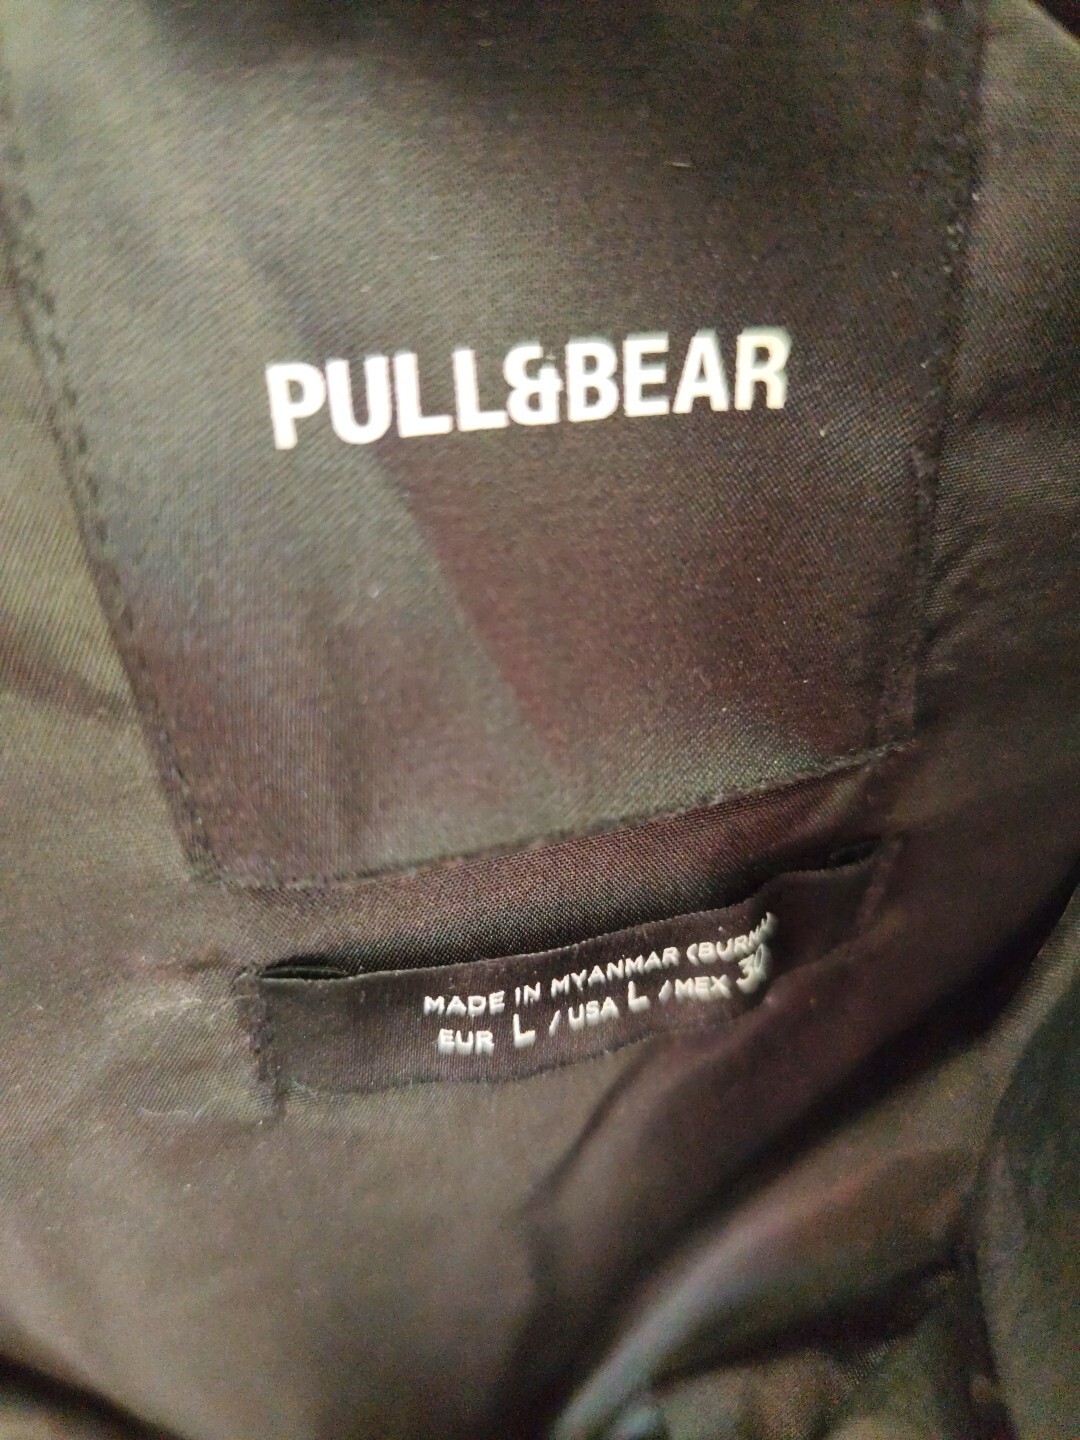 PULL&BEAR
MADE IN MYANMAR
EUR L / USA L / MEX